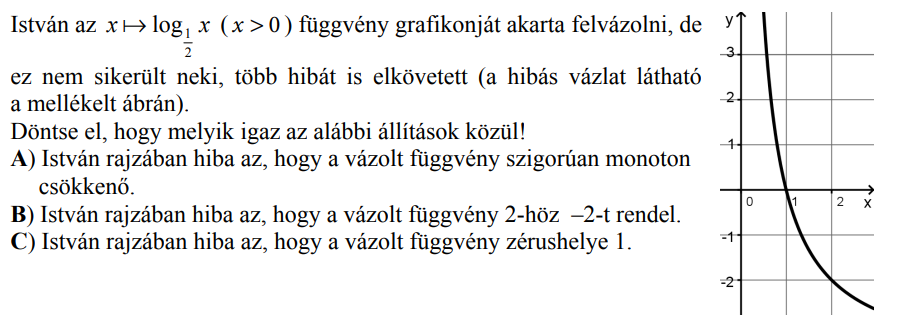 István az x ↦ log_{1/2} x ( x > 0 ) függvény grafikonját akarta felvázolni, de
ez nem sikerült neki, több hibát is elkövetett (a hibás vázlat látható
a mellékelt ábrán).
Döntse el, hogy melyik igaz az alábbi állítások közül!
A) István rajzában hiba az, hogy a vázolt függvény szigorúan monoton
csökkenő.
B) István rajzában hiba az, hogy a vázolt függvény 2-höz –2-t rendel.
C) István rajzában hiba az, hogy a vázolt függvény zérushelye 1.
y
3
2
1
0 1 2 x
-1
-2